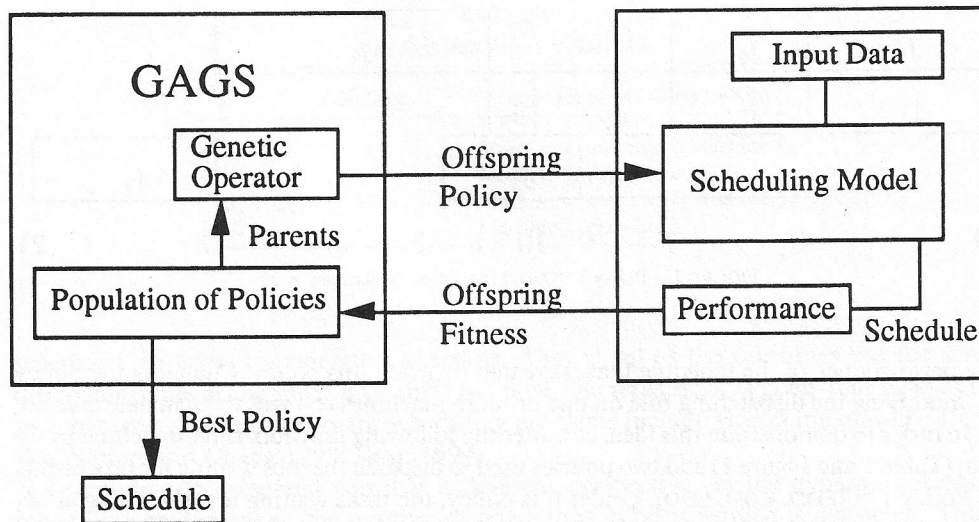 GAGS
Genetic
Operator
Parents
Population of Policies
Best Policy
Schedule
Offspring
Policy
Offspring
Fitness
Input Data
Scheduling Model
Performance
Schedule